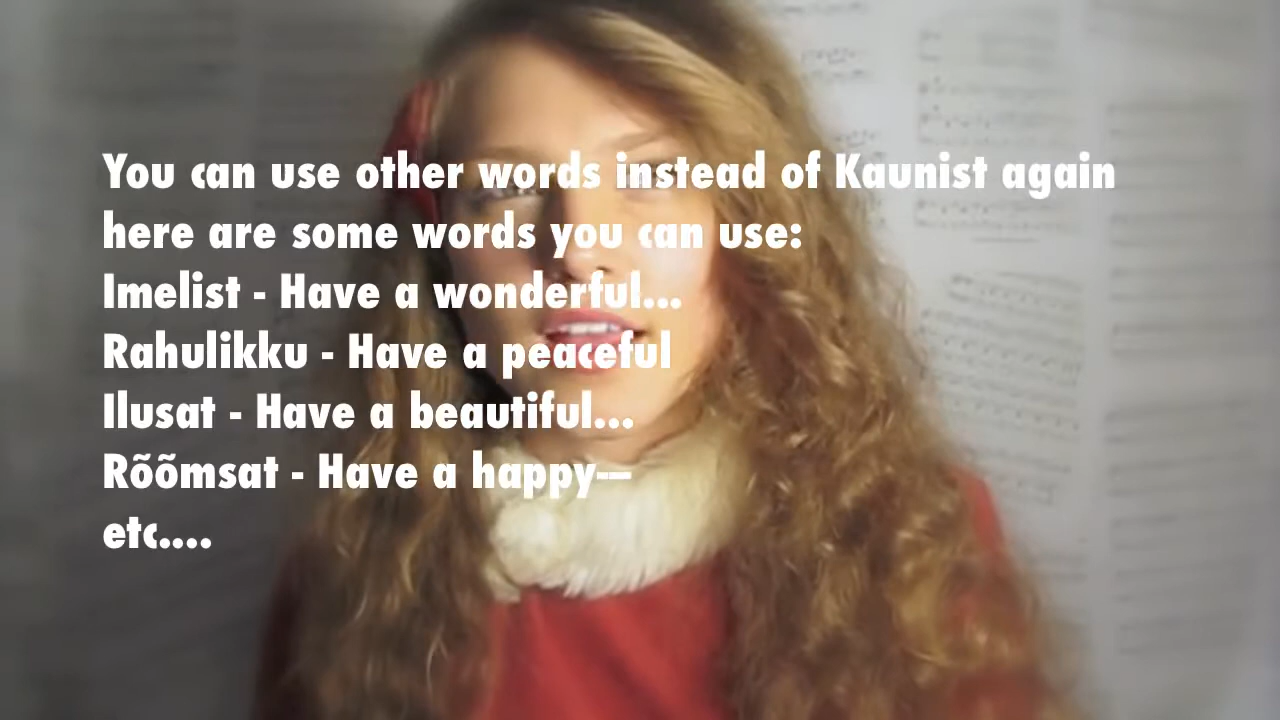 You can use other words instead of Kaunist again
here are some words you can use:
Imelist - Have a wonderful...
Rahulikku - Have a peaceful
Ilusat - Have a beautiful...
Rõõmsat - Have a happy-–
etc....